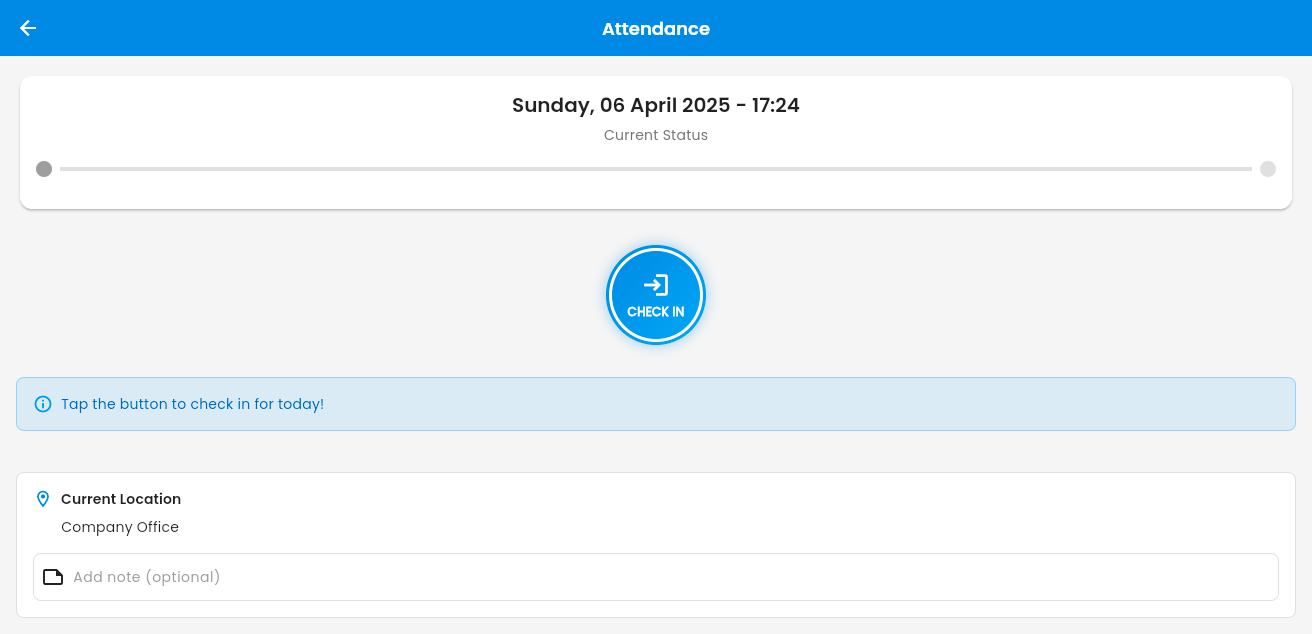 Attendance
Sunday, 06 April 2025 - 17:24
Current Status
CHECK IN
Tap the button to check in for today!
Current Location
Company Office
Add note (optional)